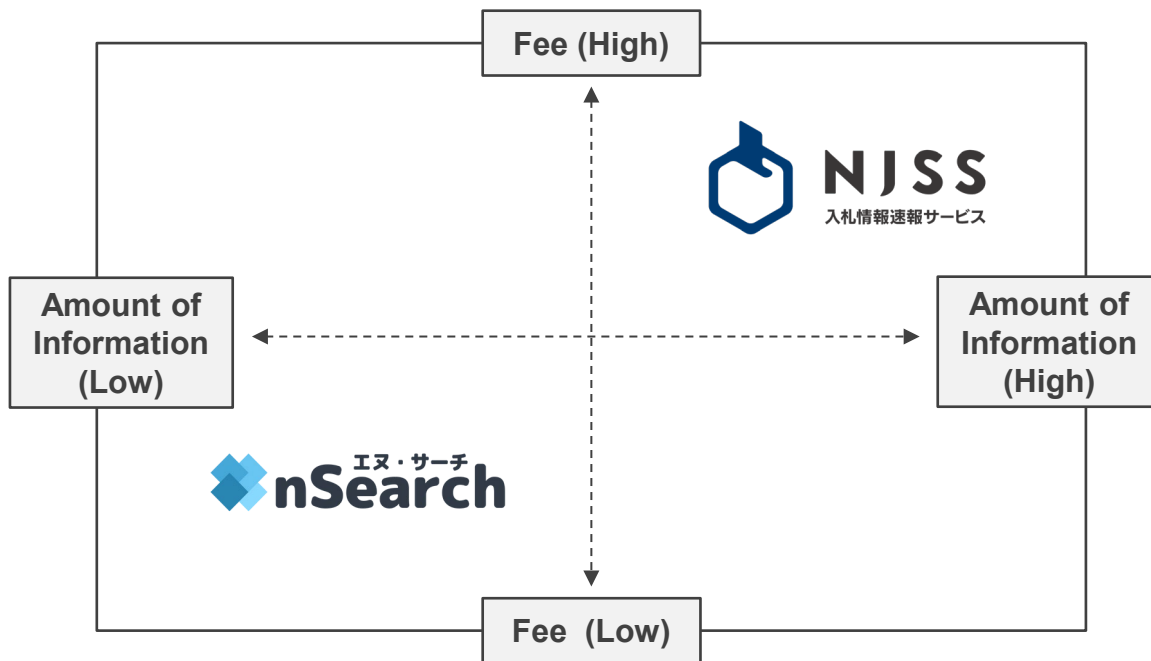 Fee (High)
NJSS
入札情報速報サービス
Amount of
Information
(Low)
Amount of
Information
(High)
エヌ・サーチ
nSearch
Fee (Low)